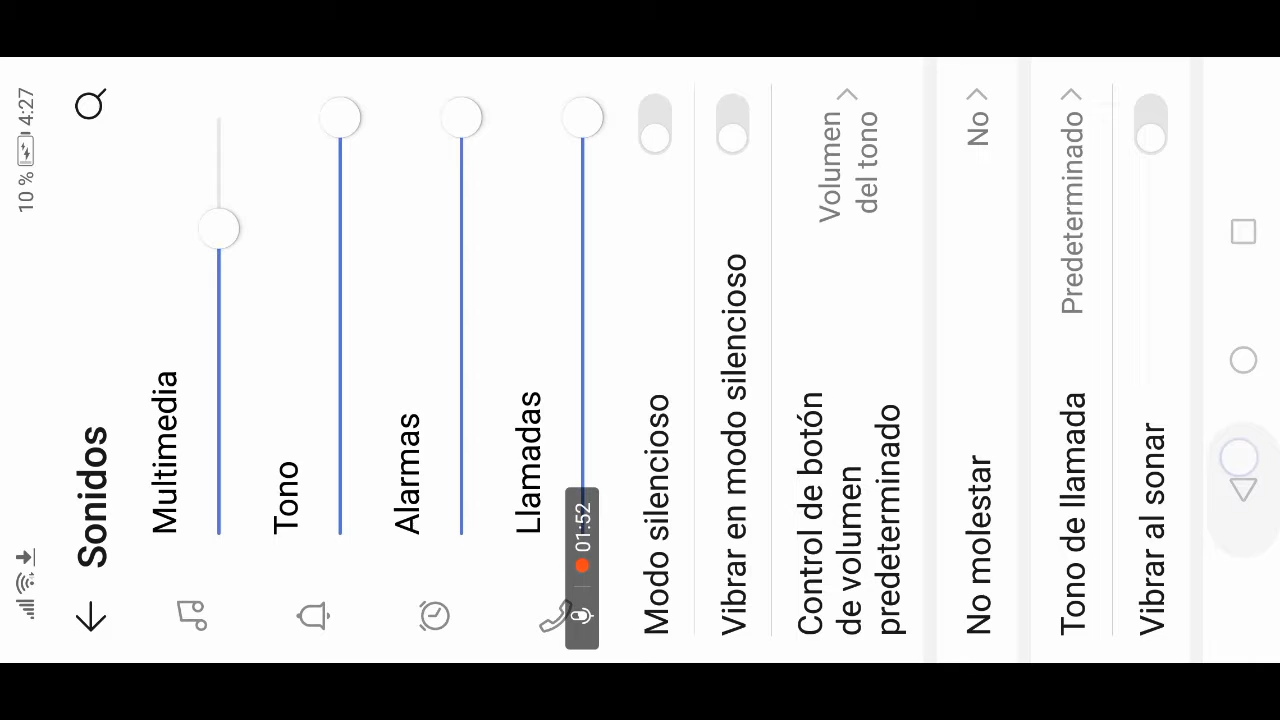 10 % 4:27
Sonidos
Multimedia
Tono
Alarmas
Llamadas
01:52
Modo silencioso
Vibrar en modo silencioso
Control de botón
de volumen
predeterminado
Volumen
del tono
No molestar
No
Tono de llamada
Predeterminado
Vibrar al sonar